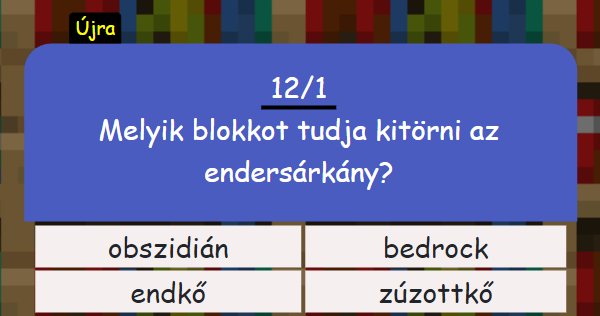 Újra
12/1
Melyik blokkot tudja kitörni az
endersárkány?
obszidián
bedrock
endkő
zúzottkő